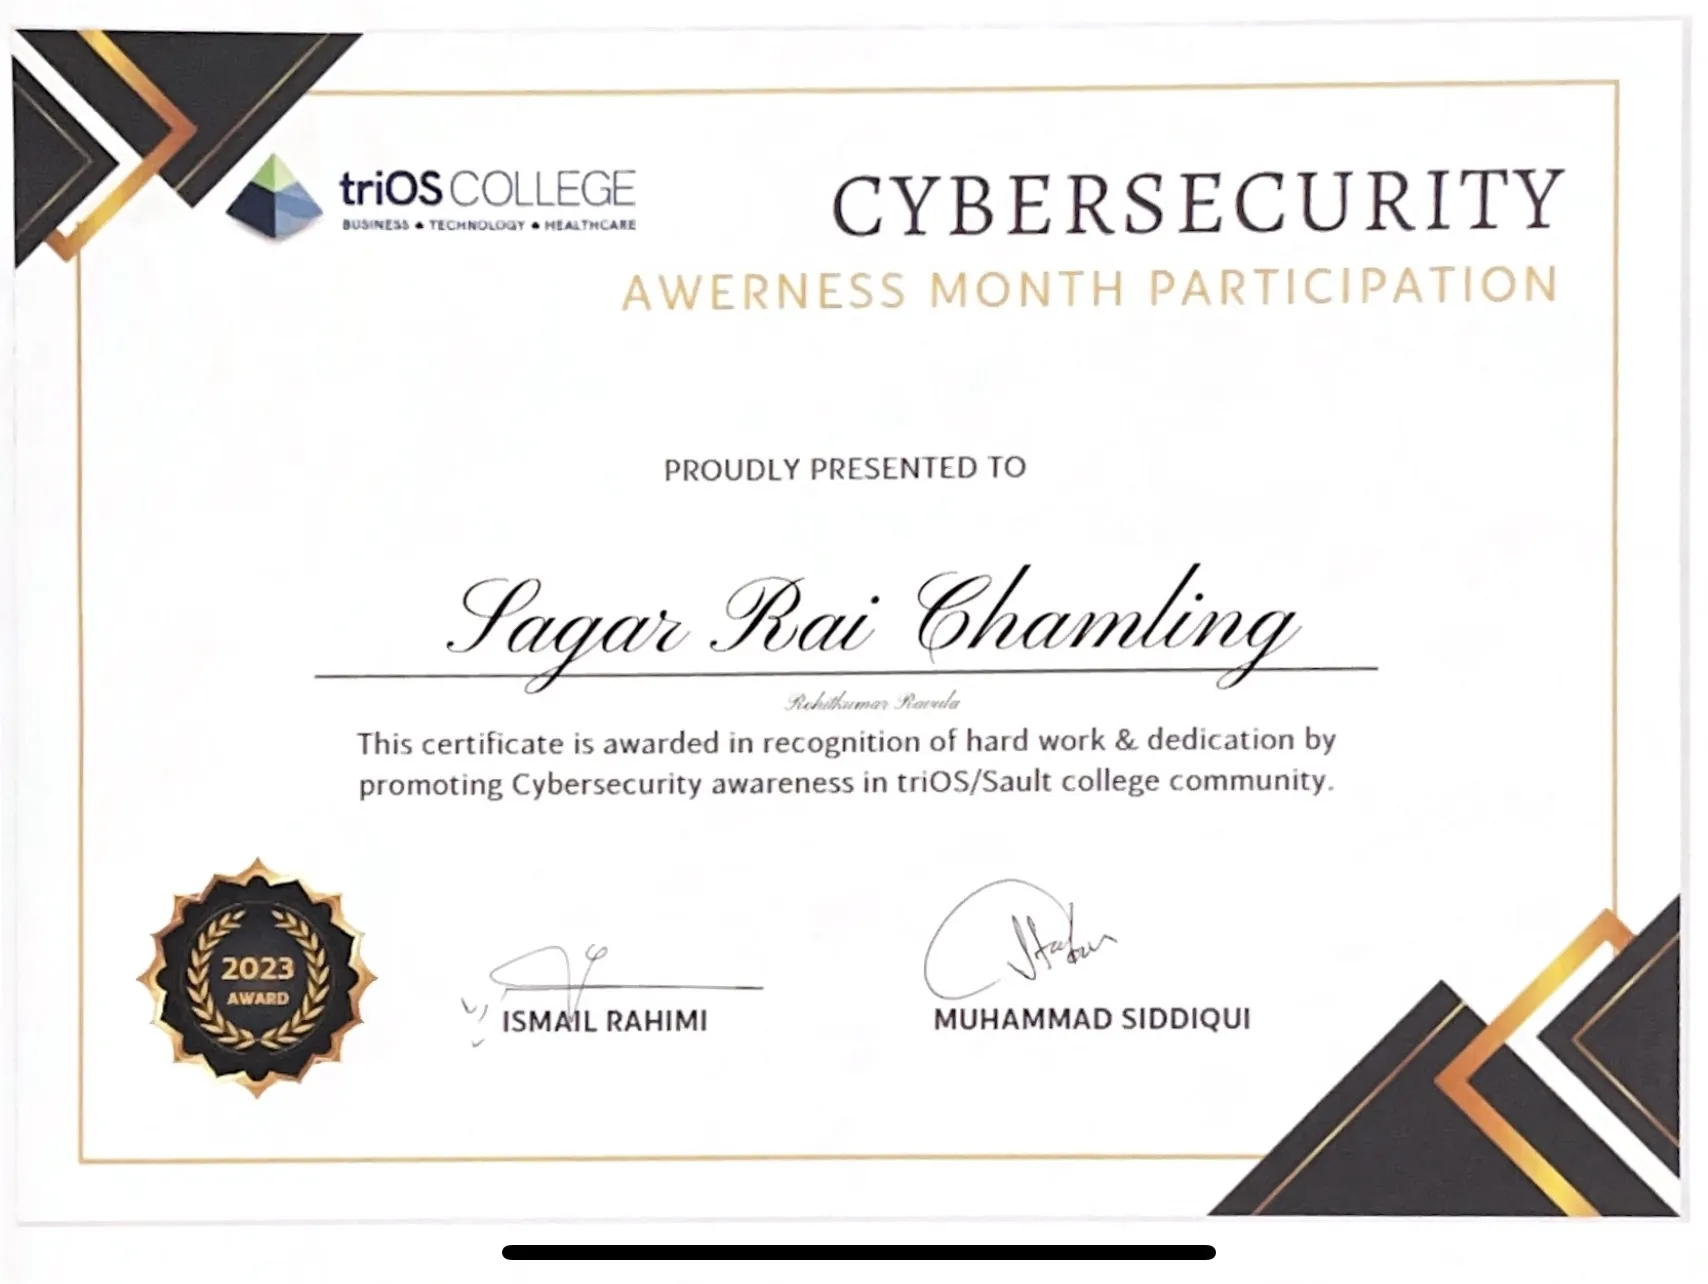 triOS COLLEGE
BUSINESS • TECHNOLOGY • HEALTHCARE
CYBERSECURITY
AWERNESS MONTH PARTICIPATION
PROUDLY PRESENTED TO
Sagar Rai Chamling
Rohitkumar Ravula
This certificate is awarded in recognition of hard work & dedication by
promoting Cybersecurity awareness in triOS/Sault college community.
2023
AWARD
ISMAIL RAHIMI
MUHAMMAD SIDDIQUI